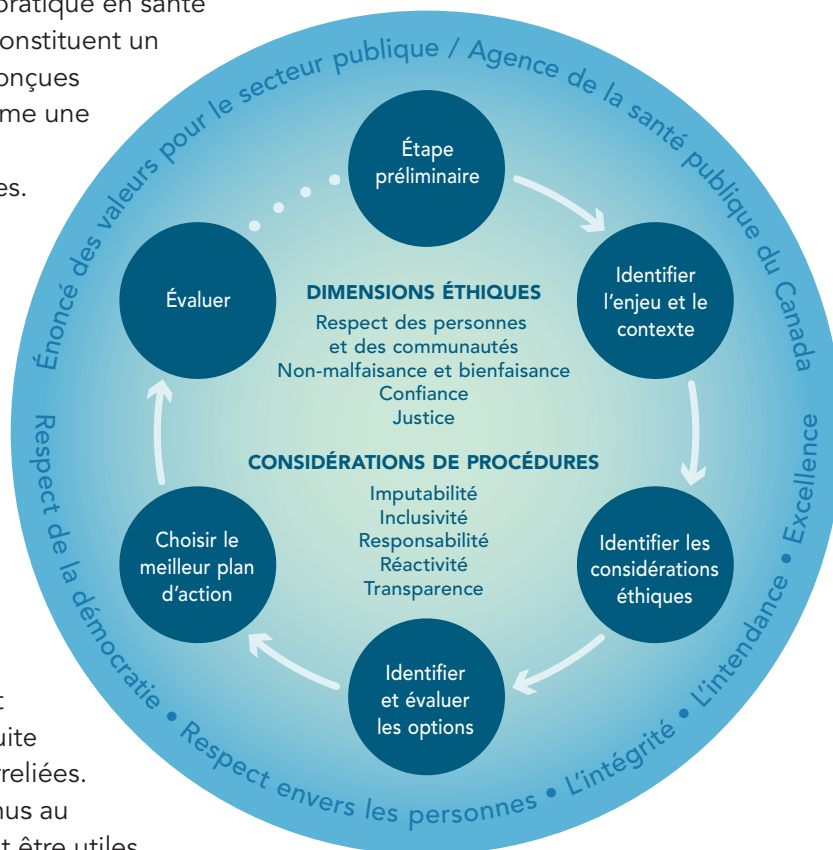 pratique en santé
onstituent un
onçues
me une
es.
Énoncé des valeurs pour le secteur publique / Agence de la santé publique du Canada
Étape
préliminaire
Identifier
l'enjeu et le
contexte
Identifier les
considérations
éthiques
Identifier
et évaluer
les options
Choisir le
meilleur plan
d'action
Évaluer
DIMENSIONS ÉTHIQUES
Respect des personnes
et des communautés
Non-malfaisance et bienfaisance
Confiance
Justice
CONSIDÉRATIONS DE PROCÉDURES
Imputabilité
Inclusivité
Responsabilité
Réactivité
Transparence
Respect de la démocratie • Respect envers les personnes • L'intégrité • L'intendance • Excellence
t
uite
reliées.
nus au
t être utiles